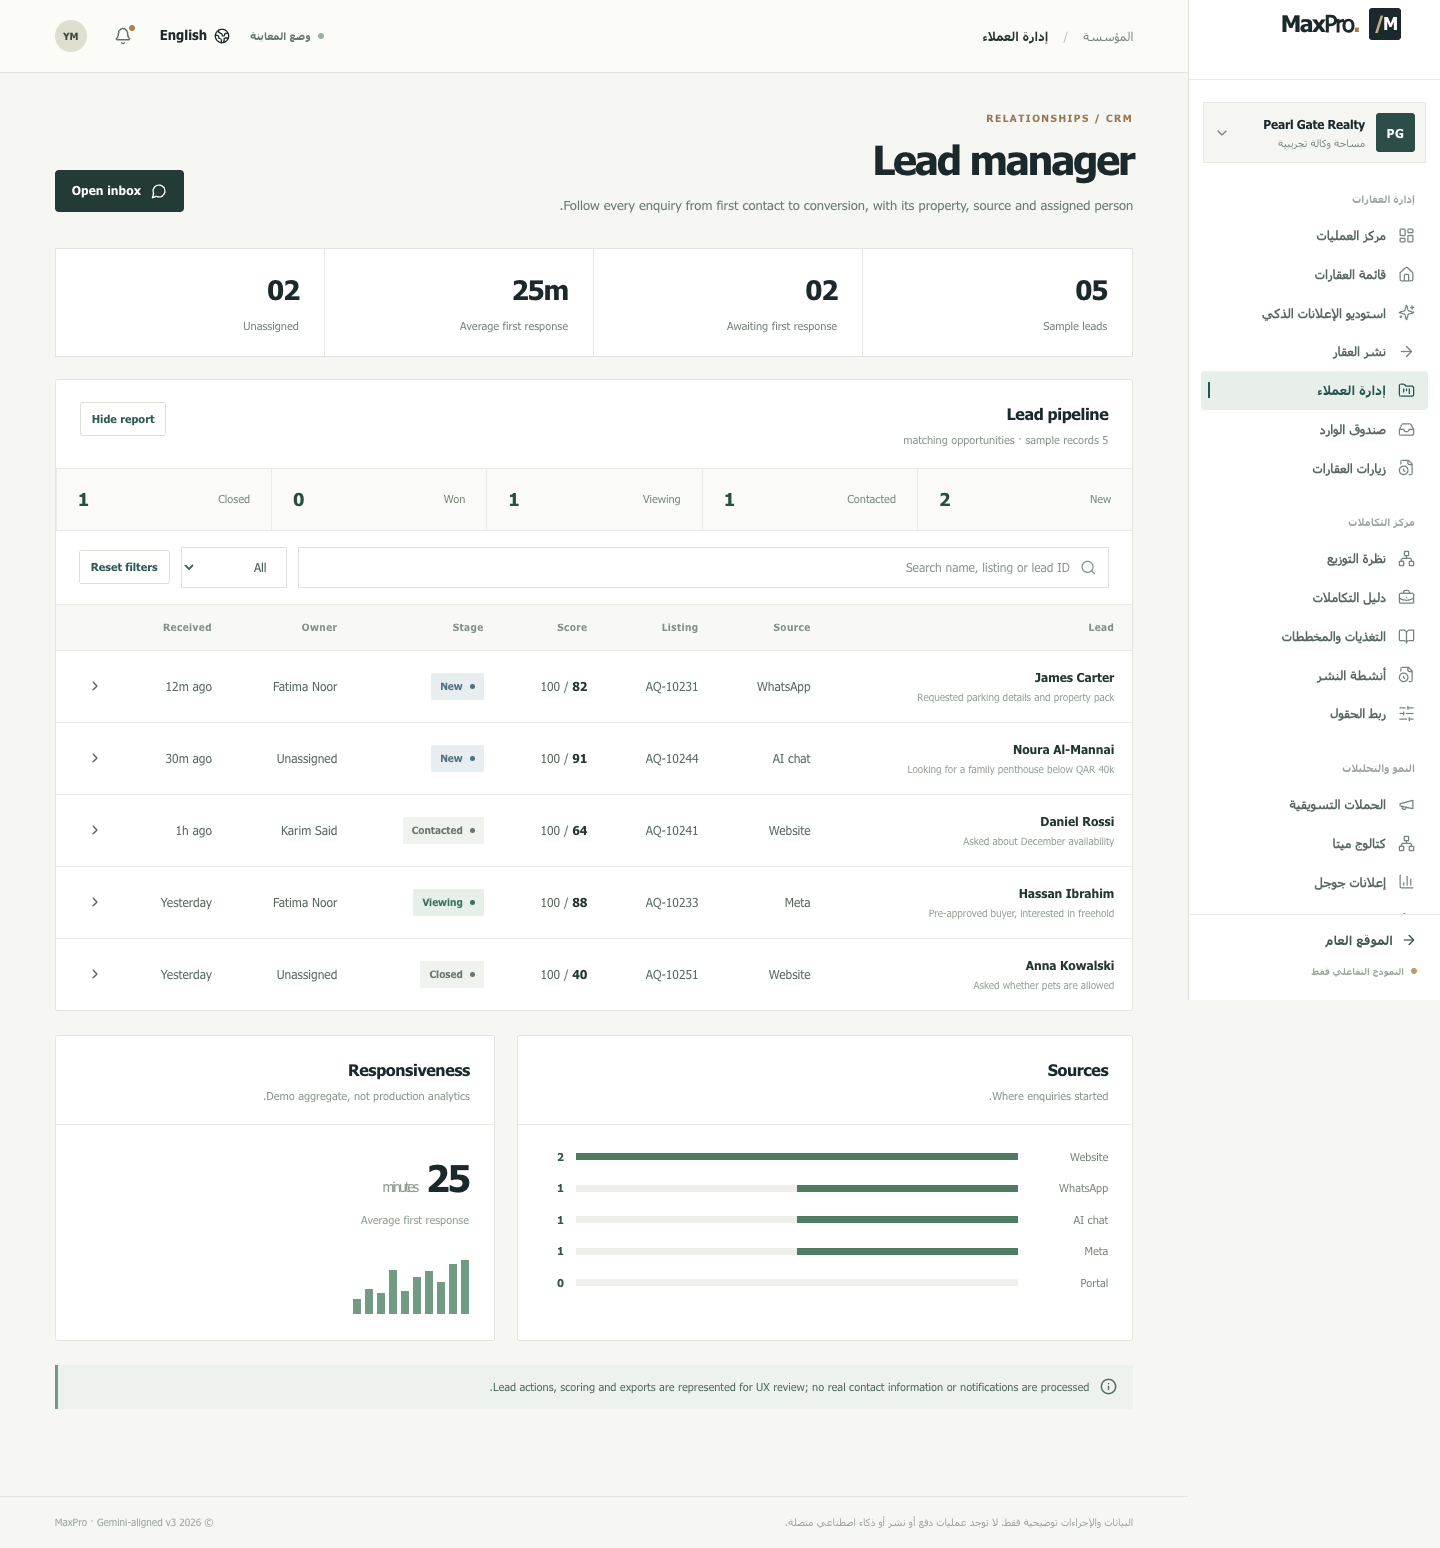 MaxPro.
/M
Pearl Gate Realty
مساحة وكالة تجريبية
PG
إدارة العقارات
مركز العمليات
قائمة العقارات
استوديو الإعلانات الذكي
نشر العقار
إدارة العملاء
صندوق الوارد
زيارات العقارات
مركز التكاملات
نظرة التوزيع
دليل التكاملات
التغذيات والمخططات
أنشطة النشر
ربط الحقول
النمو والتحليلات
الحملات التسويقية
كتالوج ميتا
إعلانات جوجل
الموقع العام
النموذج التفاعلي فقط
المؤسسة / إدارة العملاء
وضع المعاينة
English
YM
RELATIONSHIPS / CRM
Lead manager
.Follow every enquiry from first contact to conversion, with its property, source and assigned person
Open inbox
05
Sample leads
02
Awaiting first response
25m
Average first response
02
Unassigned
Lead pipeline
matching opportunities · sample records 5
Hide report
New 2
Contacted 1
Viewing 1
Won 0
Closed 1
Search name, listing or lead ID
All
Reset filters
Lead Source Listing Score Stage Owner Received
James Carter
Requested parking details and property pack
WhatsApp AQ-10231 100 / 82 New Fatima Noor 12m ago
Noura Al-Mannai
Looking for a family penthouse below QAR 40k
AI chat AQ-10244 100 / 91 New Unassigned 30m ago
Daniel Rossi
Asked about December availability
Website AQ-10241 100 / 64 Contacted Karim Said 1h ago
Hassan Ibrahim
Pre-approved buyer, interested in freehold
Meta AQ-10233 100 / 88 Viewing Fatima Noor Yesterday
Anna Kowalski
Asked whether pets are allowed
Website AQ-10251 100 / 40 Closed Unassigned Yesterday
Sources
.Where enquiries started
Website 2
WhatsApp 1
AI chat 1
Meta 1
Portal 0
Responsiveness
.Demo aggregate, not production analytics
25 minutes
Average first response
.Lead actions, scoring and exports are represented for UX review; no real contact information or notifications are processed
البيانات والإجراءات توضيحية فقط. لا توجد عمليات دفع أو نشر أو ذكاء اصطناعي متصلة.
MaxPro · Gemini-aligned v3 2026 ©